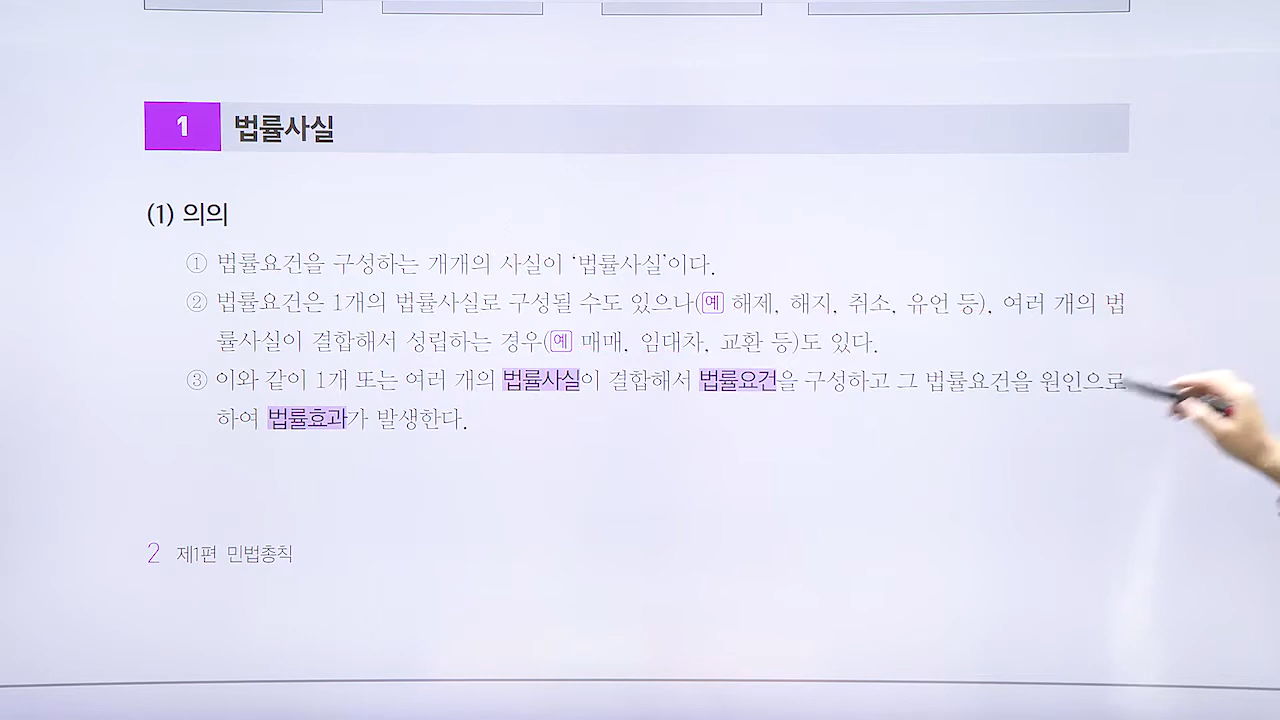 1 법률사실
(1) 의의
① 법률요건을 구성하는 개개의 사실이 ‘법률사실’이다.
② 법률요건은 1개의 법률사실로 구성될 수도 있으나(예 해제, 해지, 취소, 유언 등), 여러 개의 법
률사실이 결합해서 성립하는 경우(예 매매, 임대차, 교환 등)도 있다.
③ 이와 같이 1개 또는 여러 개의 법률사실이 결합해서 법률요건을 구성하고 그 법률요건을 원인으로
하여 법률효과가 발생한다.
2 제1편 민법총칙